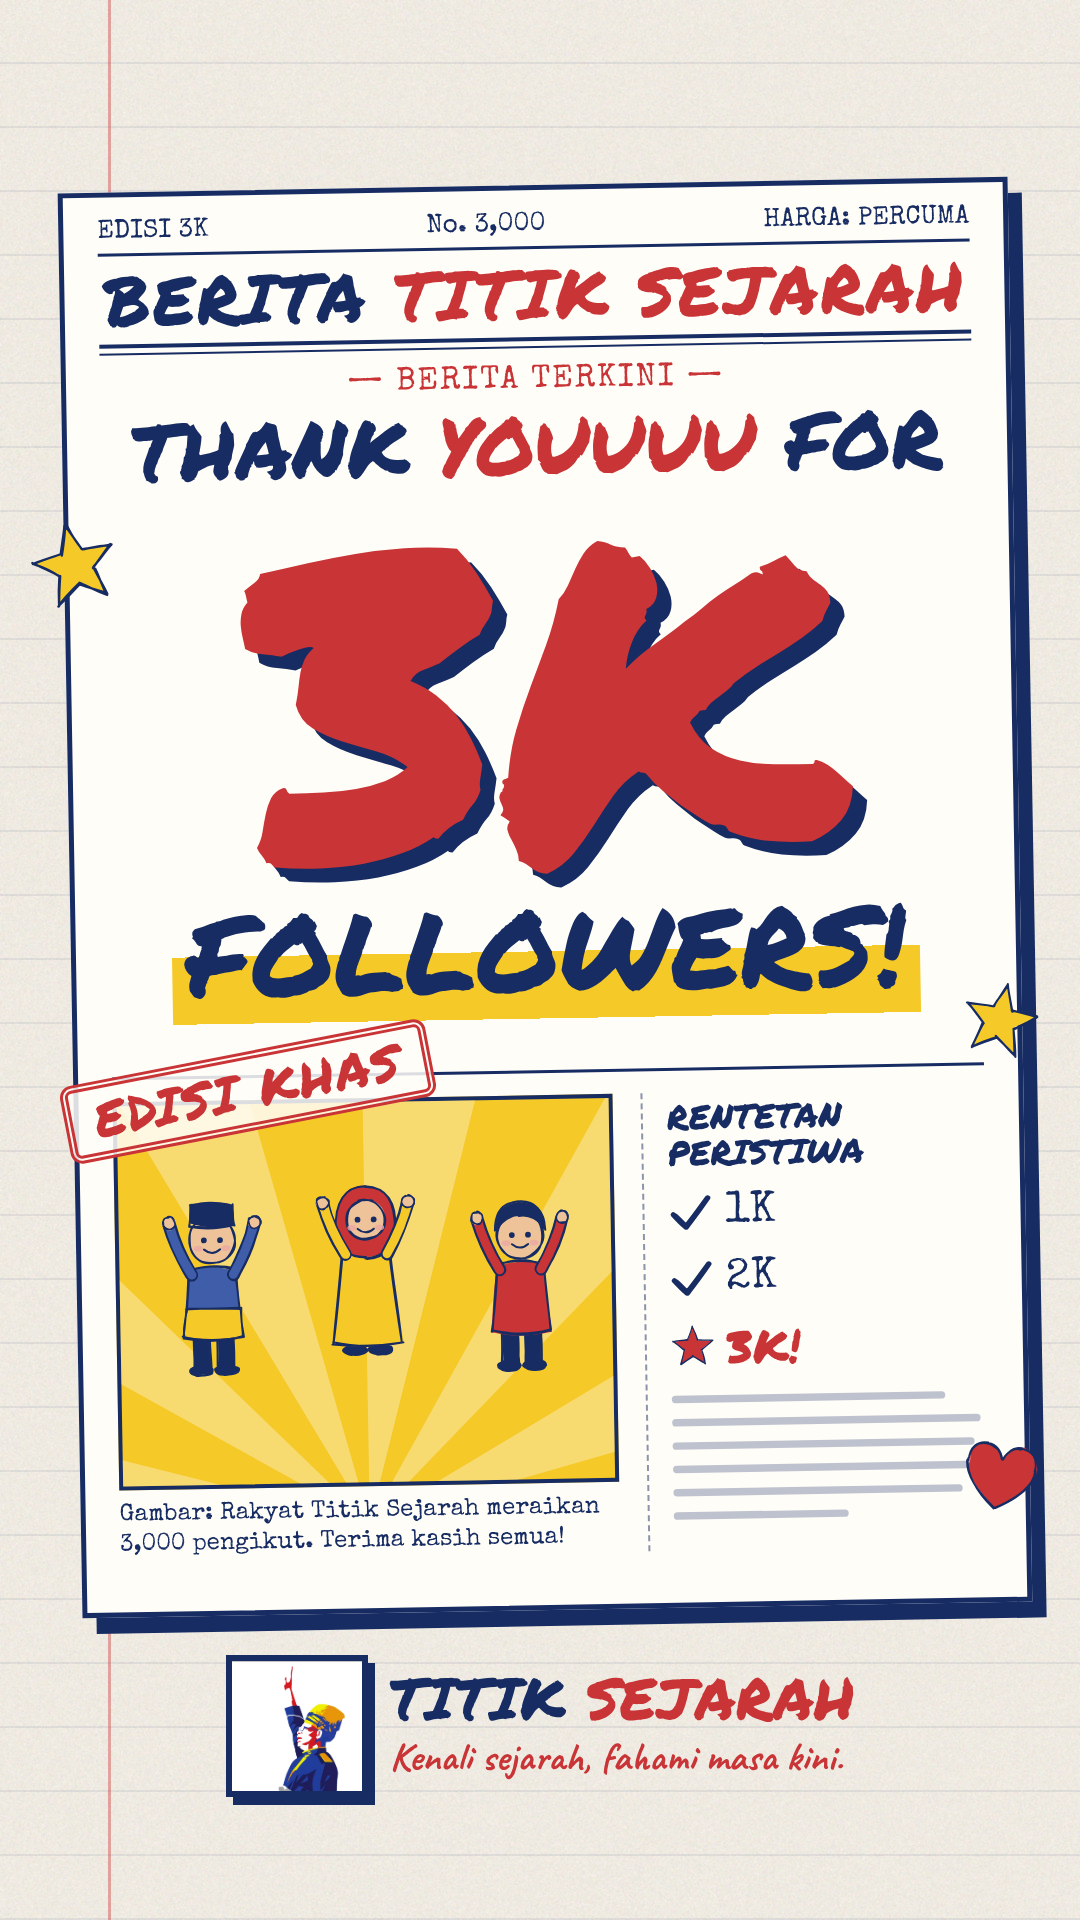 EDISI 3K No. 3,000 HARGA: PERCUMA
BERITA TITIK SEJARAH
— BERITA TERKINI —
THANK YOUUUU FOR
3K
FOLLOWERS!
EDISI KHAS
Gambar: Rakyat Titik Sejarah meraikan
3,000 pengikut. Terima kasih semua!
RENTETAN
PERISTIWA
1K
2K
3K!
TITIK SEJARAH
Kenali sejarah, fahami masa kini.